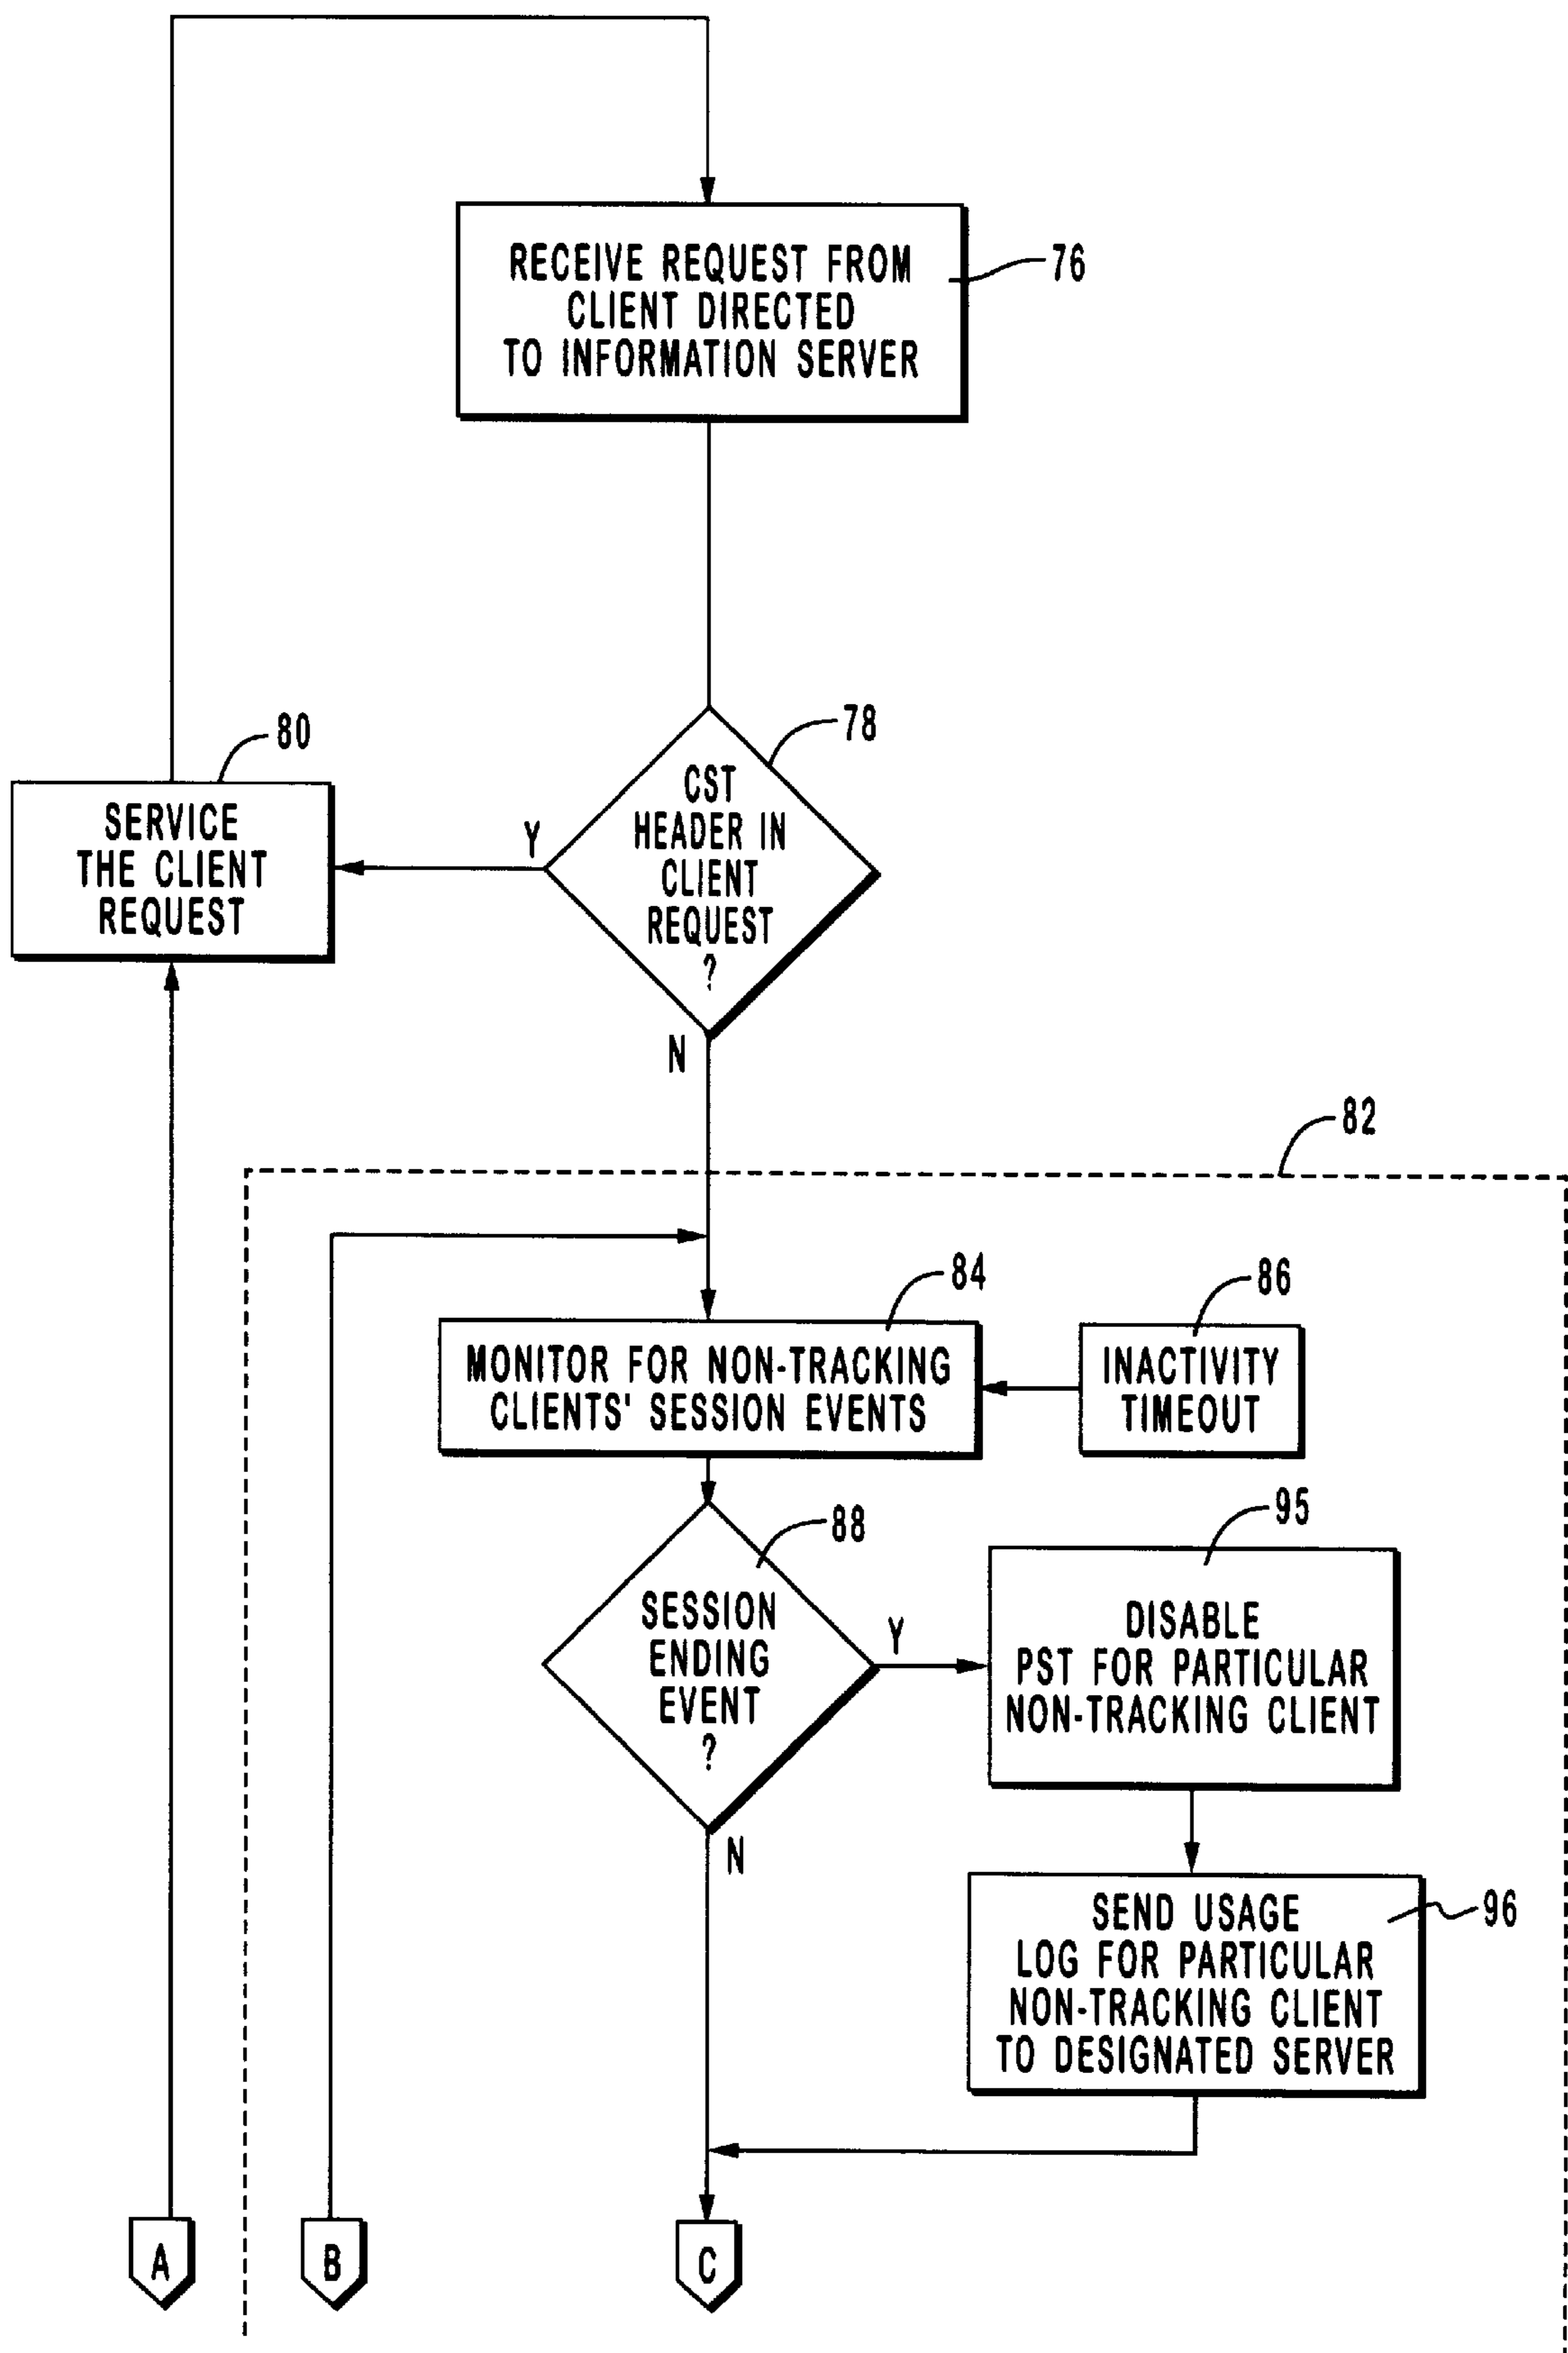 RECEIVE REQUEST FROM
CLIENT DIRECTED
TO INFORMATION SERVER
76
78
CST
HEADER IN
CLIENT
REQUEST
?
80
SERVICE
THE CLIENT
REQUEST
Y
N
82
84
MONITOR FOR NON-TRACKING
CLIENTS' SESSION EVENTS
86
INACTIVITY
TIMEOUT
88
SESSION
ENDING
EVENT
?
Y
N
95
DISABLE
PST FOR PARTICULAR
NON-TRACKING CLIENT
SEND USAGE
LOG FOR PARTICULAR
NON-TRACKING CLIENT
TO DESIGNATED SERVER
96
A
B
C